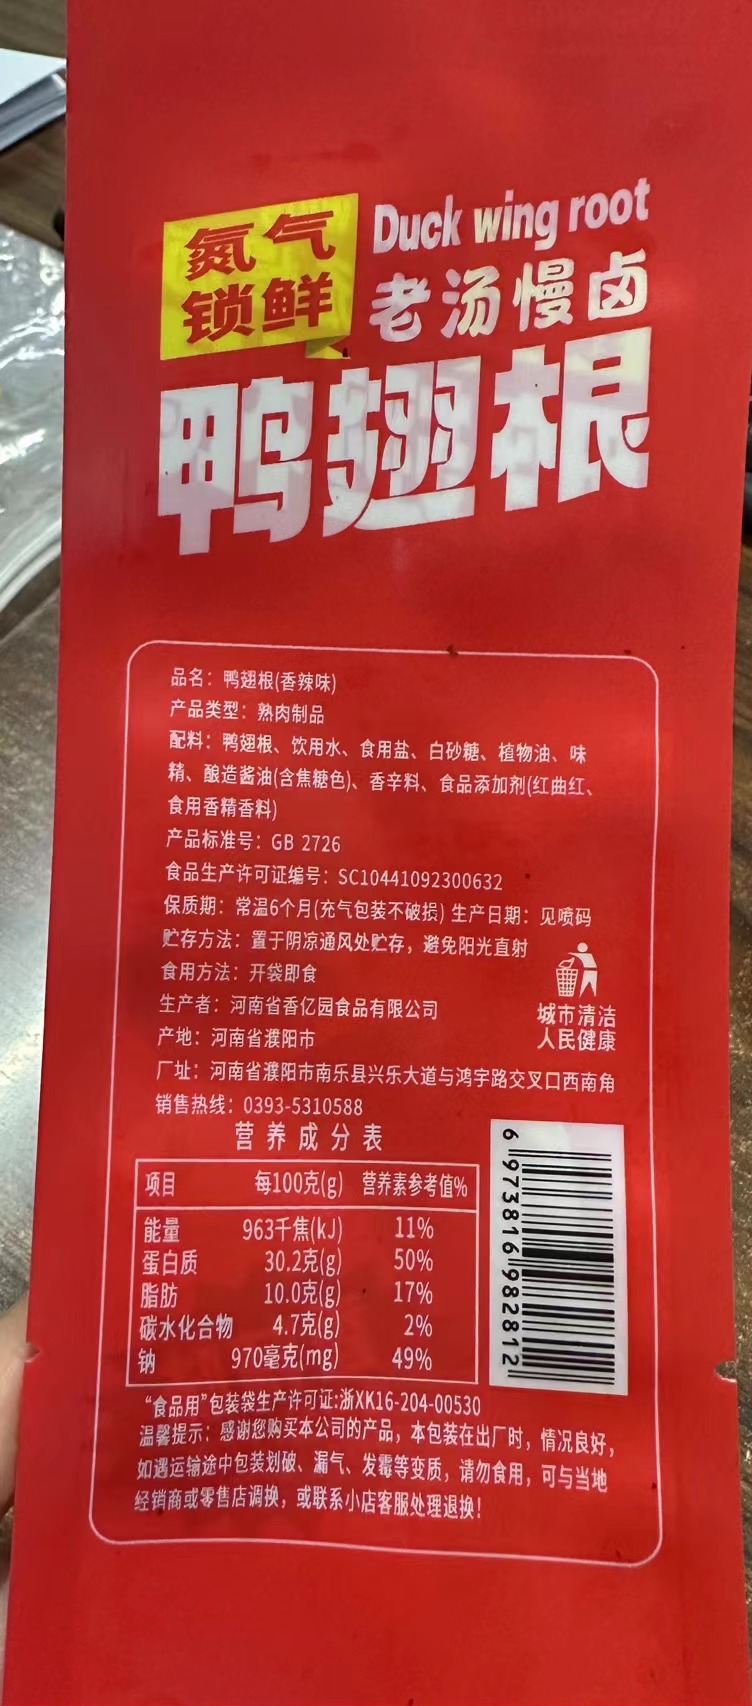 氮气
锁鲜
Duck wing root
老汤慢卤
鸭翅根
品名：鸭翅根(香辣味)
产品类型：熟肉制品
配料：鸭翅根、饮用水、食用盐、白砂糖、植物油、味
精、酿造酱油(含焦糖色)、香辛料、食品添加剂(红曲红、
食用香精香料)
产品标准号：GB 2726
食品生产许可证编号：SC10441092300632
保质期：常温6个月(充气包装不破损) 生产日期：见喷码
贮存方法：置于阴凉通风处贮存，避免阳光直射
食用方法：开袋即食
生产者：河南省香亿园食品有限公司
产地：河南省濮阳市
厂址：河南省濮阳市南乐县兴乐大道与鸿宇路交叉口西南角
销售热线：0393-5310588
城市清洁
人民健康
营养成分表
项目 每100克(g) 营养素参考值%
能量 963千焦(kJ) 11%
蛋白质 30.2克(g) 50%
脂肪 10.0克(g) 17%
碳水化合物 4.7克(g) 2%
钠 970毫克(mg) 49%
6 973816 982812
“食品用”包装袋生产许可证:浙XK16-204-00530
温馨提示：感谢您购买本公司的产品，本包装在出厂时，情况良好，
如遇运输途中包装划破、漏气、发霉等变质，请勿食用，可与当地
经销商或零售店调换，或联系小店客服处理退换！